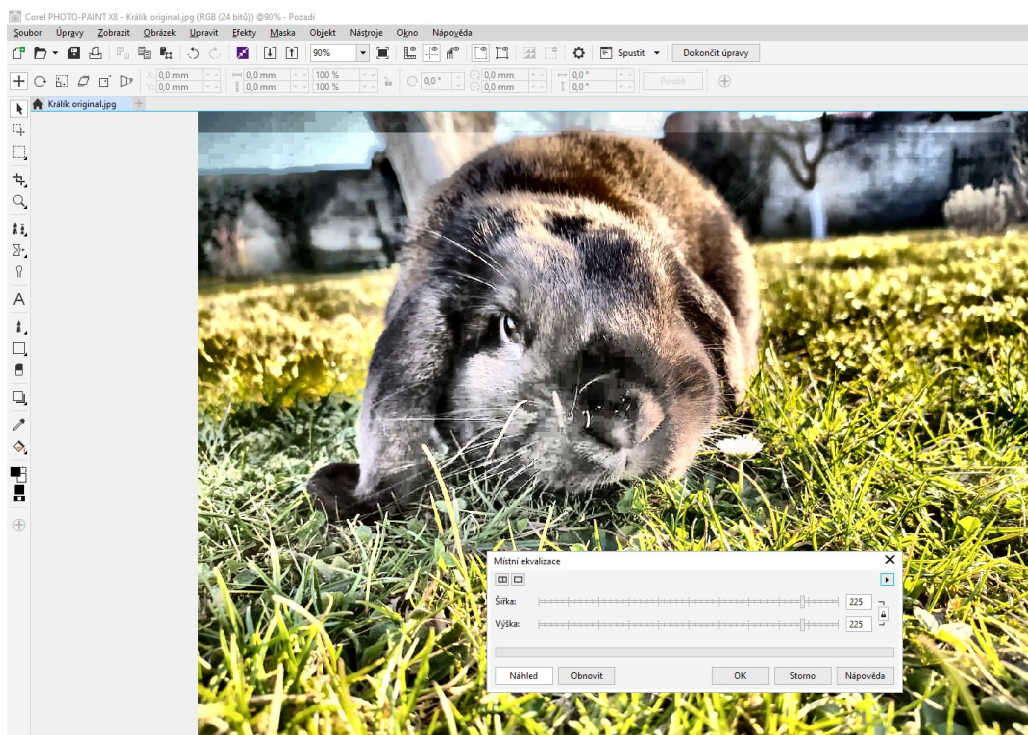 Corel PHOTO-PAINT X8 - Králík original.jpg (RGB (24 bitů)) @90% - Pozadí
Soubor Úpravy Zobrazit Obrázek Upravit Efekty Maska Objekt Nástroje Okno Nápověda
90% Spustit Dokončit úpravy
X: 0,0 mm 0,0 mm 100 % 0,0 ° 0,0 mm 0,0 ° Použít
Y: 0,0 mm 0,0 mm 100 % 0,0 mm 0,0 °
Králík original.jpg
Místní ekvalizace
Šířka: 225
Výška: 225
Náhled Obnovit OK Storno Nápověda